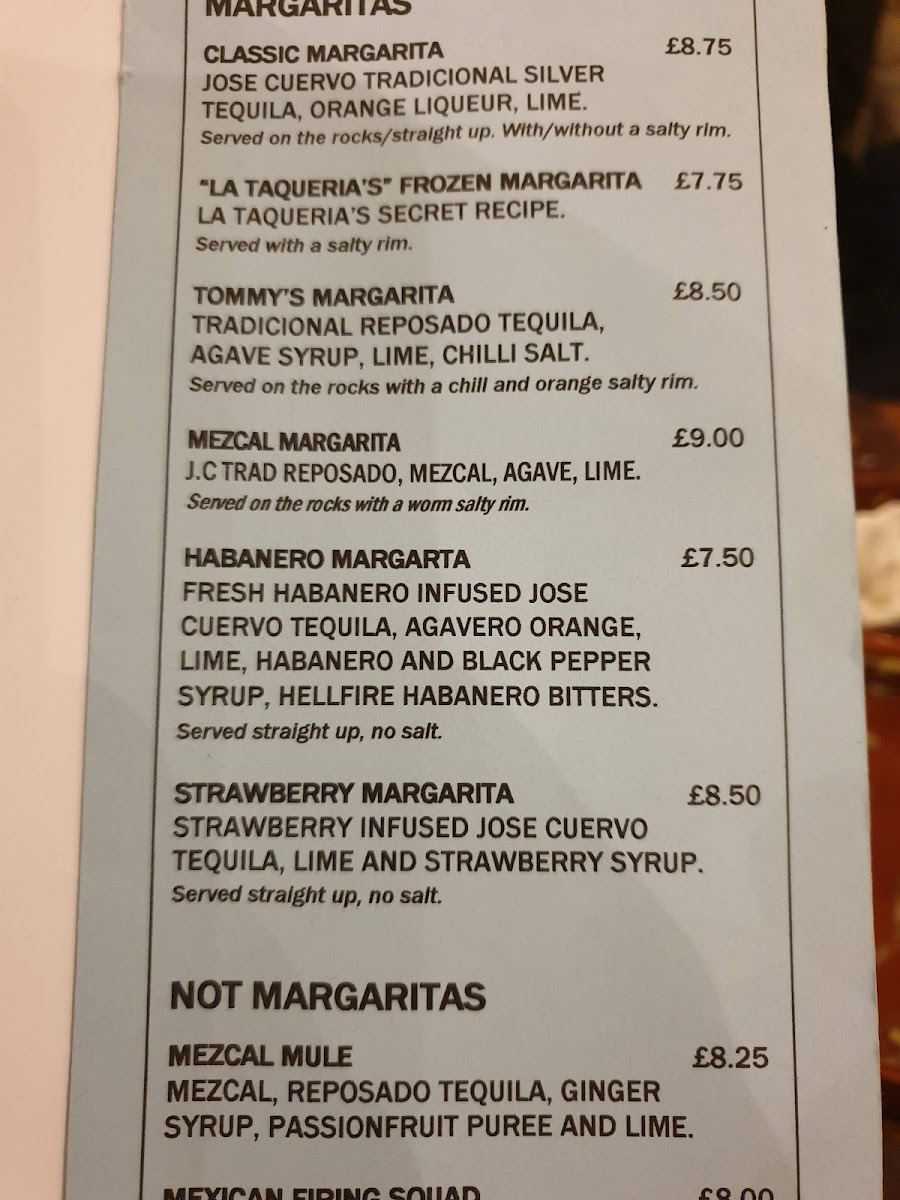 MARGARITAS
CLASSIC MARGARITA £8.75
JOSE CUERVO TRADICIONAL SILVER
TEQUILA, ORANGE LIQUEUR, LIME.
Served on the rocks/straight up. With/without a salty rim.
"LA TAQUERIA'S" FROZEN MARGARITA £7.75
LA TAQUERIA'S SECRET RECIPE.
Served with a salty rim.
TOMMY'S MARGARITA £8.50
TRADICIONAL REPOSADO TEQUILA,
AGAVE SYRUP, LIME, CHILLI SALT.
Served on the rocks with a chill and orange salty rim.
MEZCAL MARGARITA £9.00
J.C TRAD REPOSADO, MEZCAL, AGAVE, LIME.
Served on the rocks with a worm salty rim.
HABANERO MARGARTA £7.50
FRESH HABANERO INFUSED JOSE
CUERVO TEQUILA, AGAVERO ORANGE,
LIME, HABANERO AND BLACK PEPPER
SYRUP, HELLFIRE HABANERO BITTERS.
Served straight up, no salt.
STRAWBERRY MARGARITA £8.50
STRAWBERRY INFUSED JOSE CUERVO
TEQUILA, LIME AND STRAWBERRY SYRUP.
Served straight up, no salt.
NOT MARGARITAS
MEZCAL MULE £8.25
MEZCAL, REPOSADO TEQUILA, GINGER
SYRUP, PASSIONFRUIT PUREE AND LIME.
MEXICAN FIRING SQUAD £8.00